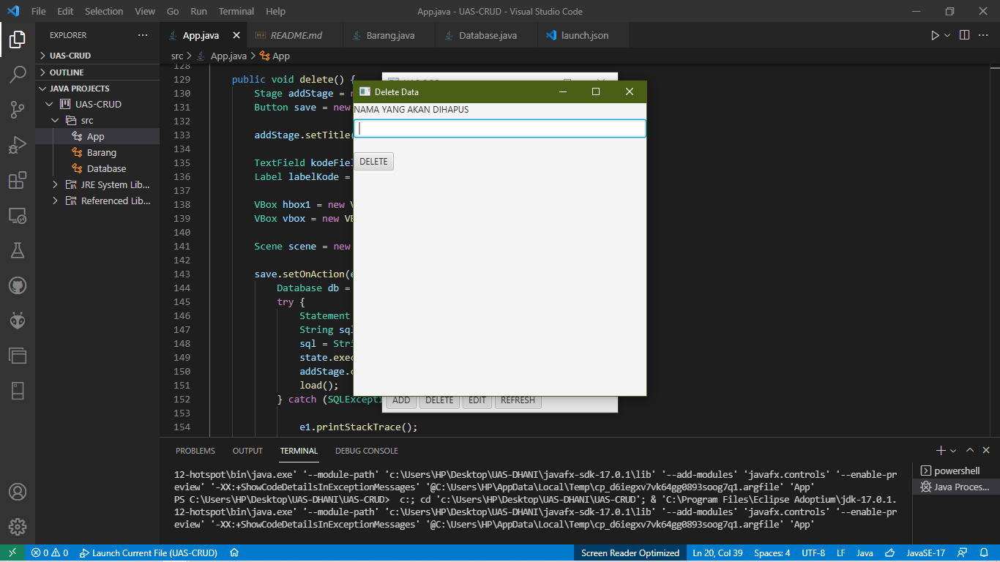 File Edit Selection View Go Run Terminal Help
App.java - UAS-CRUD - Visual Studio Code
EXPLORER
UAS-CRUD
OUTLINE
JAVA PROJECTS
UAS-CRUD
src
App
Barang
Database
JRE System Lib...
Referenced Lib...
App.java README.md Barang.java Database.java launch.json
src > App.java > App
128
129 public void delete() {
130 Stage addStage = n
131 Button save = new
132
133 addStage.setTitle(
134
135 TextField kodeFiel
136 Label labelKode =
137
138 VBox hbox1 = new V
139 VBox vbox = new VB
140
141 Scene scene = new
142
143 save.setOnAction(e
144 Database db =
145 try {
146 Statement
147 String sql
148 sql = Stri
149 state.exec
150 addStage.c
151 load();
152 } catch (SQLExcepti
153
154 e1.printStackTrace();
Delete Data
NAMA YANG AKAN DIHAPUS
DELETE
ADD DELETE EDIT REFRESH
PROBLEMS OUTPUT TERMINAL DEBUG CONSOLE
12-hotspot\bin\java.exe' '--module-path' 'c:\Users\HP\Desktop\UAS-DHANI\javafx-sdk-17.0.1\lib' '--add-modules' 'javafx.controls' '--enable-pr
eview' '-XX:+ShowCodeDetailsInExceptionMessages' '@C:\Users\HP\AppData\Local\Temp\cp_d6iegxv7vk64gg0893soog7q1.argfile' 'App'
PS C:\Users\HP\Desktop\UAS-DHANI\UAS-CRUD> c:; cd 'c:\Users\HP\Desktop\UAS-DHANI\UAS-CRUD'; & 'C:\Program Files\Eclipse Adoptium\jdk-17.0.1.
12-hotspot\bin\java.exe' '--module-path' 'c:\Users\HP\Desktop\UAS-DHANI\javafx-sdk-17.0.1\lib' '--add-modules' 'javafx.controls' '--enable-pr
eview' '-XX:+ShowCodeDetailsInExceptionMessages' '@C:\Users\HP\AppData\Local\Temp\cp_d6iegxv7vk64gg0893soog7q1.argfile' 'App'
powershell
Java Proces...
0 0 Launch Current File (UAS-CRUD)
Screen Reader Optimized Ln 20, Col 39 Spaces: 4 UTF-8 LF Java JavaSE-17